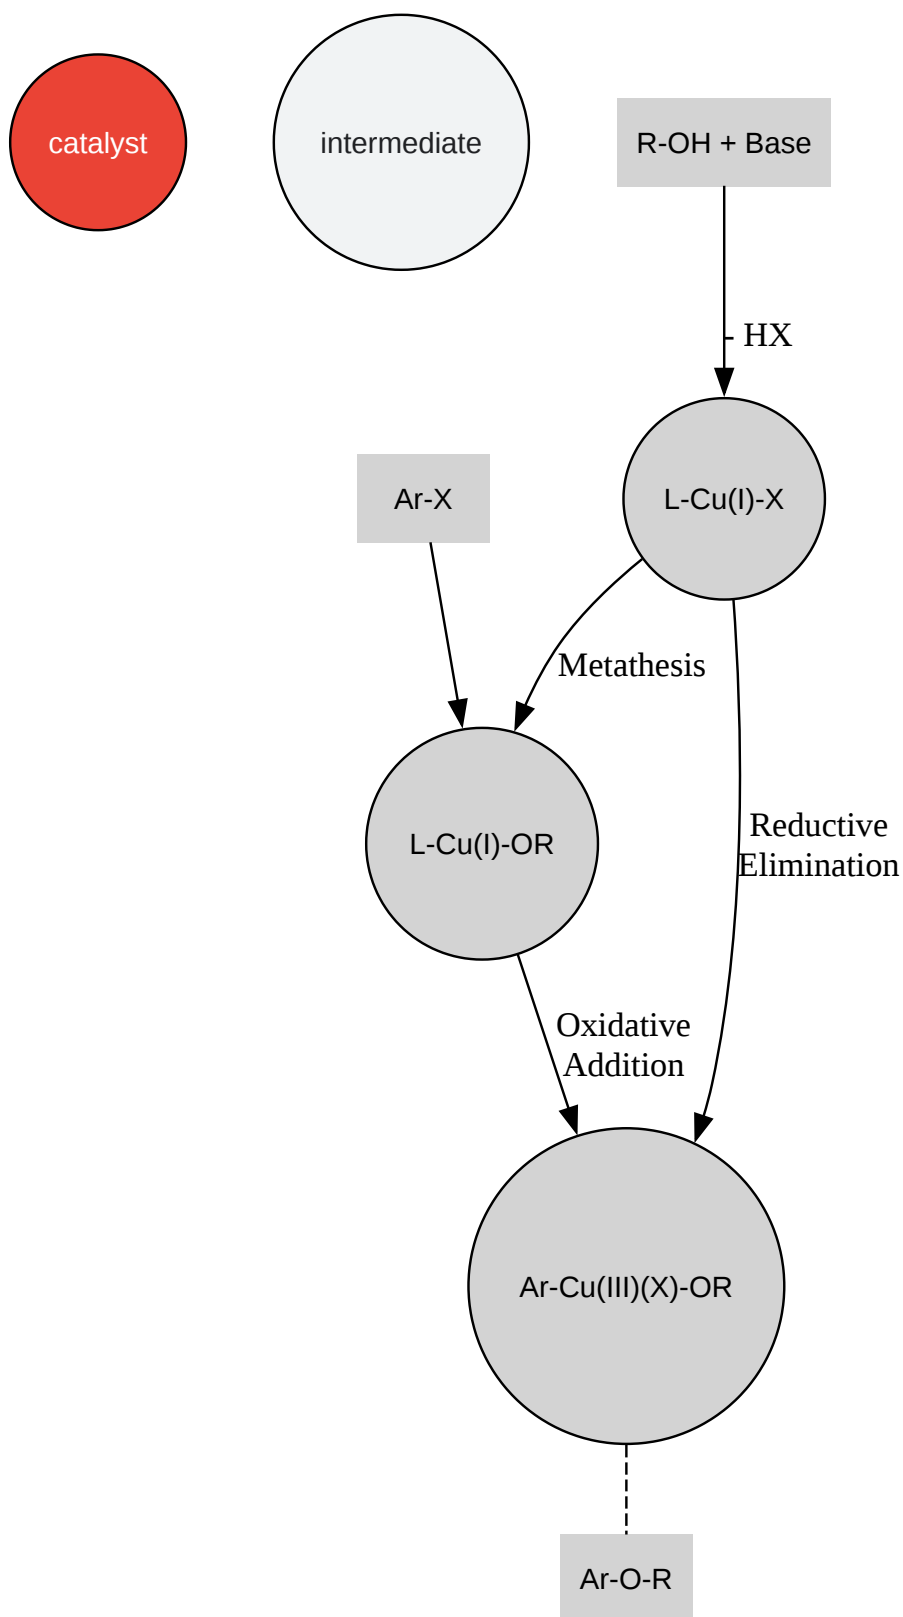 catalyst
intermediate
R-OH + Base
- HX
Ar-X
L-Cu(I)-X
Metathesis
L-Cu(I)-OR
Reductive
Elimination
Oxidative
Addition
Ar-Cu(III)(X)-OR
Ar-O-R